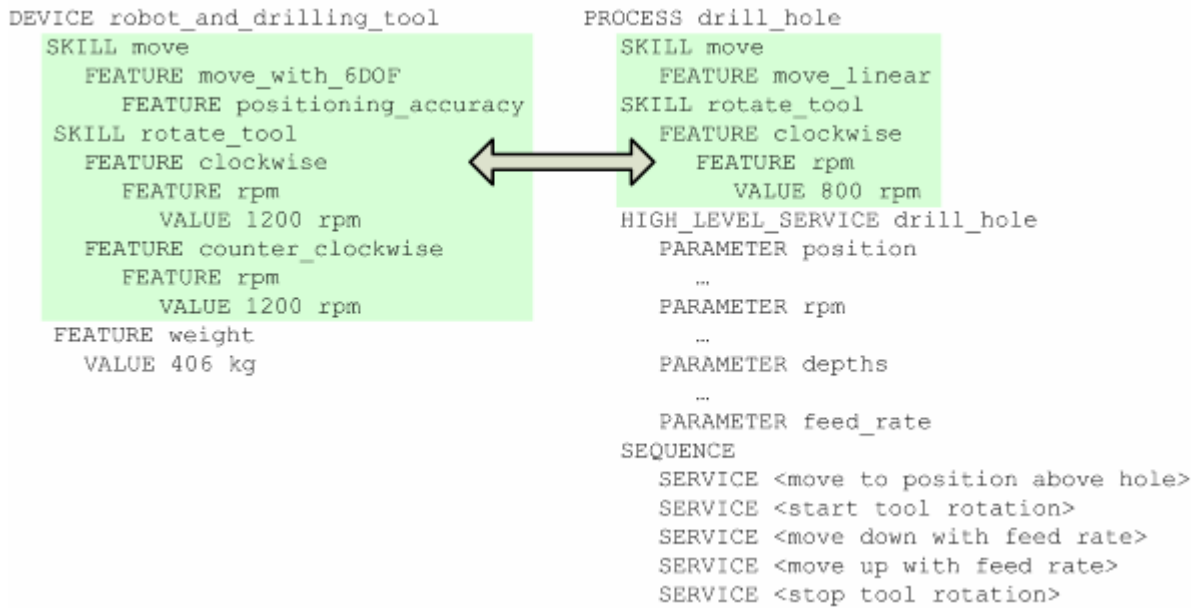 DEVICE robot_and_drilling_tool
SKILL move
FEATURE move_with_6DOF
FEATURE positioning_accuracy
SKILL rotate_tool
FEATURE clockwise
FEATURE rpm
VALUE 1200 rpm
FEATURE counter_clockwise
FEATURE rpm
VALUE 1200 rpm
FEATURE weight
VALUE 406 kg
PROCESS drill_hole
SKILL move
FEATURE move_linear
SKILL rotate_tool
FEATURE clockwise
FEATURE rpm
VALUE 800 rpm
HIGH_LEVEL_SERVICE drill_hole
PARAMETER position
…
PARAMETER rpm
…
PARAMETER depths
…
PARAMETER feed_rate
SEQUENCE
SERVICE <move to position above hole>
SERVICE <start tool rotation>
SERVICE <move down with feed rate>
SERVICE <move up with feed rate>
SERVICE <stop tool rotation>